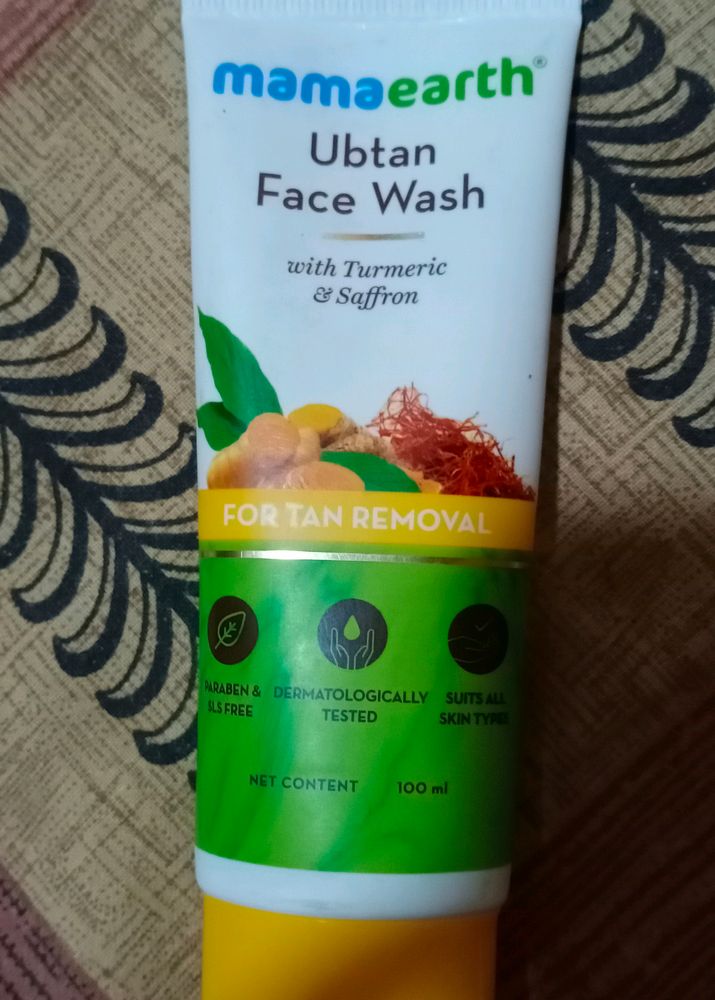 mamaearth®
Ubtan
Face Wash
with Turmeric
& Saffron
FOR TAN REMOVAL
PARABEN &
SLS FREE
DERMATOLOGICALLY
TESTED
SUITS ALL
SKIN TYPES
NET CONTENT 100 ml